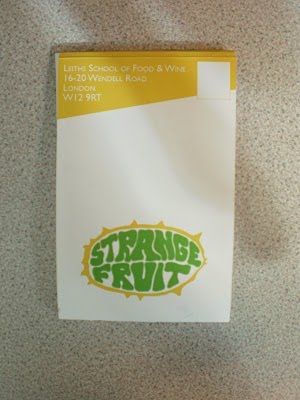 Leiths School of Food & Wine
16-20 Wendell Road
London
W12 9RT
STRANGE
FRUIT